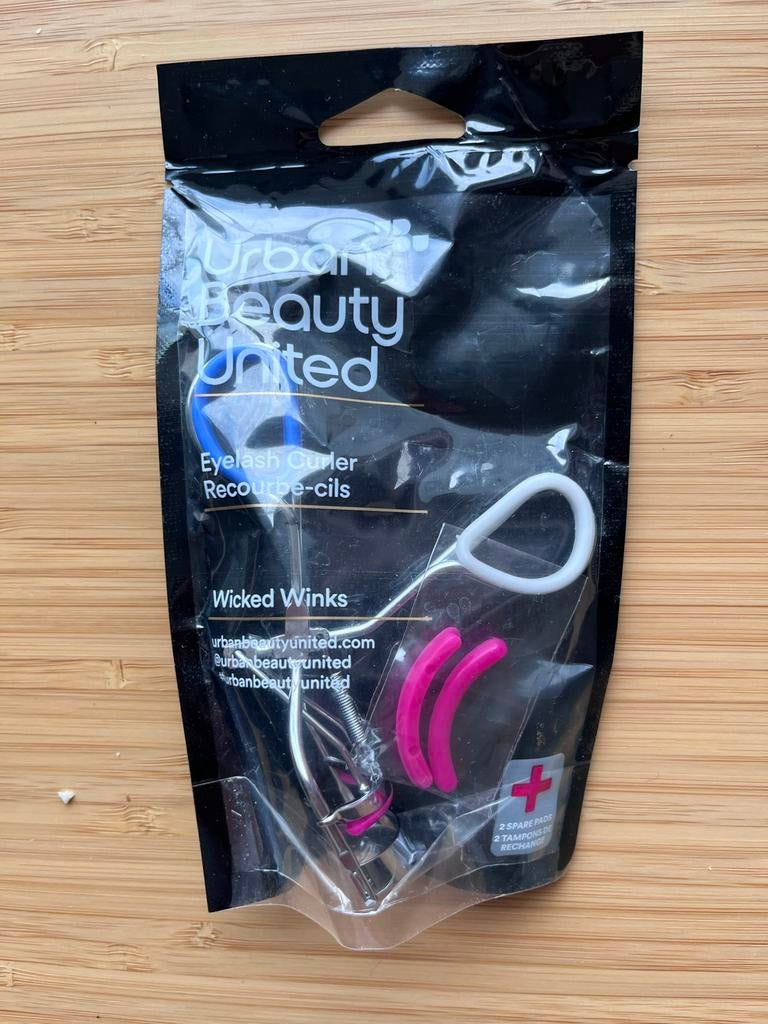 Urban
Beauty
United
Eyelash Curler
Recourbe-cils
Wicked Winks
urbanbeautyunited.com
@urbanbeautyunited
#urbanbeautyunited
2 SPARE PADS
2 TAMPONS DE
RECHANGE